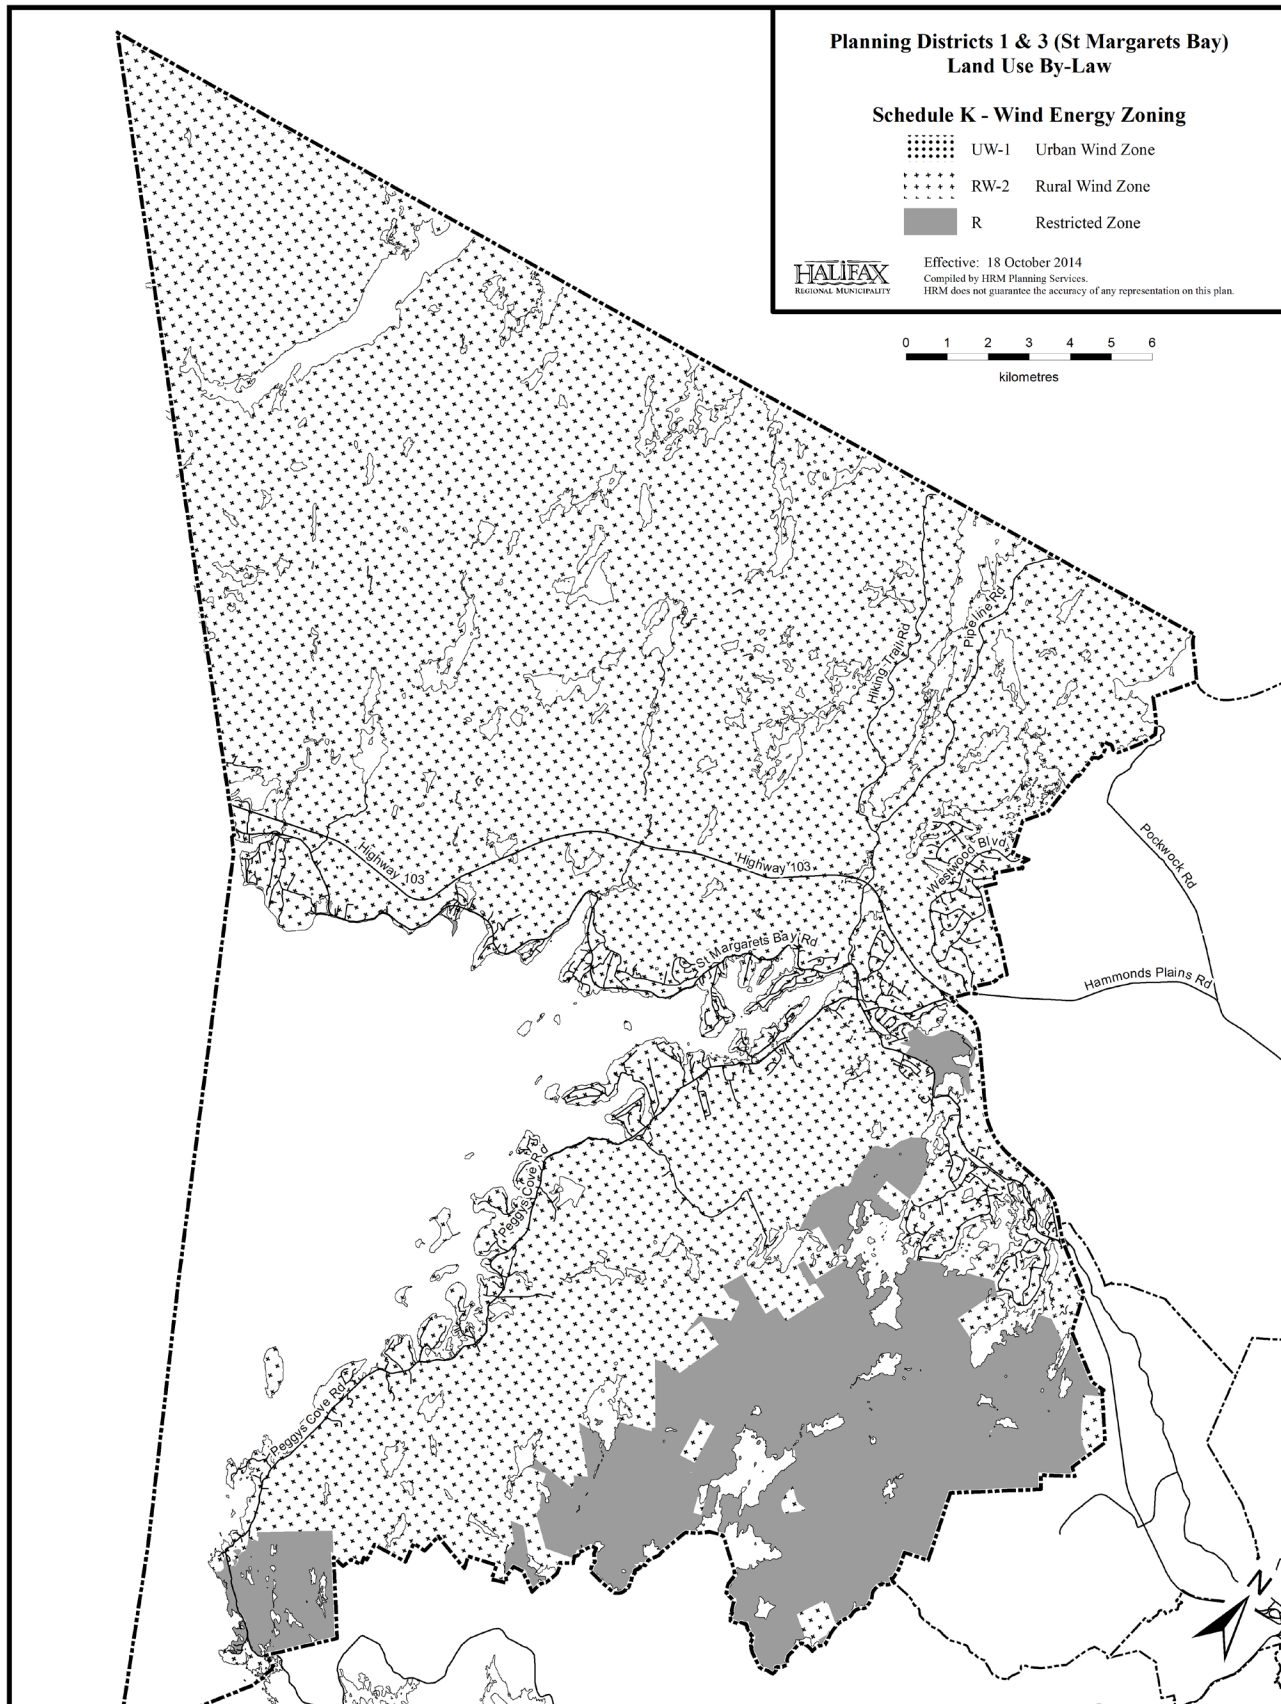 Planning Districts 1 & 3 (St Margarets Bay)
Land Use By-Law
Schedule K - Wind Energy Zoning
UW-1 Urban Wind Zone
RW-2 Rural Wind Zone
R Restricted Zone
HALIFAX
REGIONAL MUNICIPALITY
Effective: 18 October 2014
Compiled by HRM Planning Services.
HRM does not guarantee the accuracy of any representation on this plan.
0 1 2 3 4 5 6
kilometres
Hiking Trail Rd
Pipeline Rd
Pockwock Rd
Westwood Blvd
Highway 103
Highway 103
St Margarets Bay Rd
Hammonds Plains Rd
3
Peggys Cove Rd
Peggys Cove Rd
N